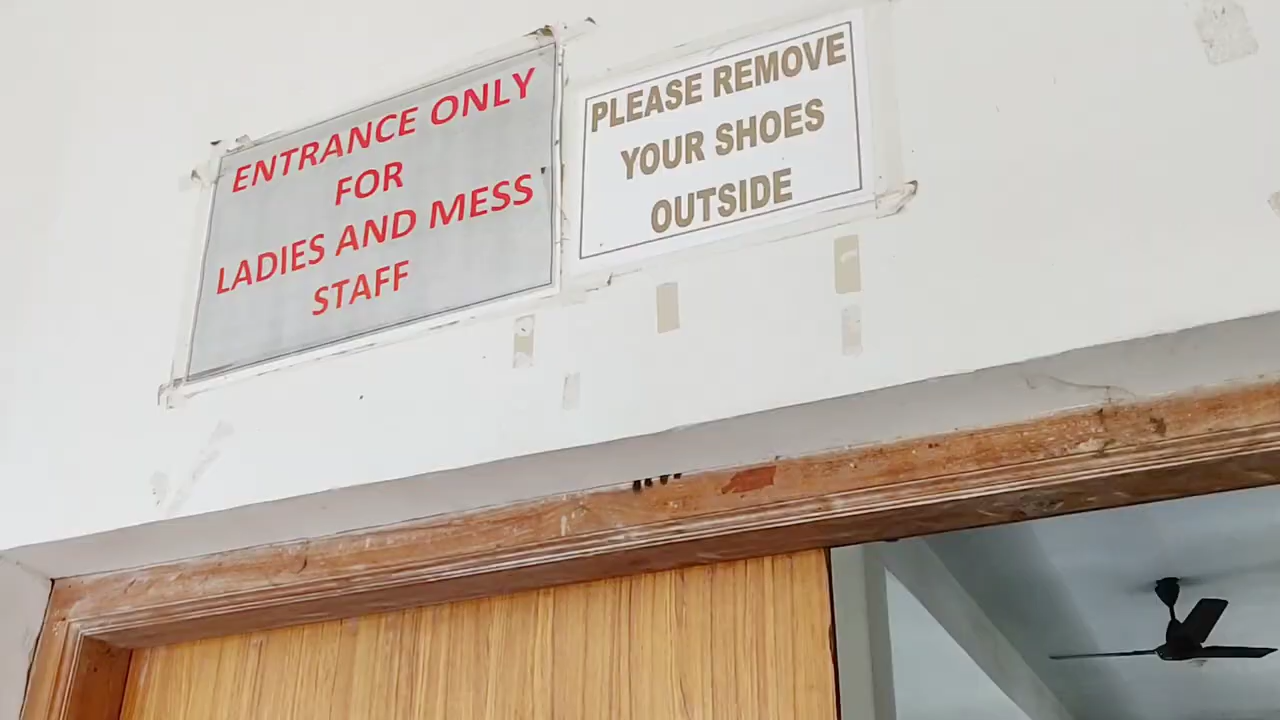 ENTRANCE ONLY
FOR
LADIES AND MESS
STAFF
PLEASE REMOVE
YOUR SHOES
OUTSIDE